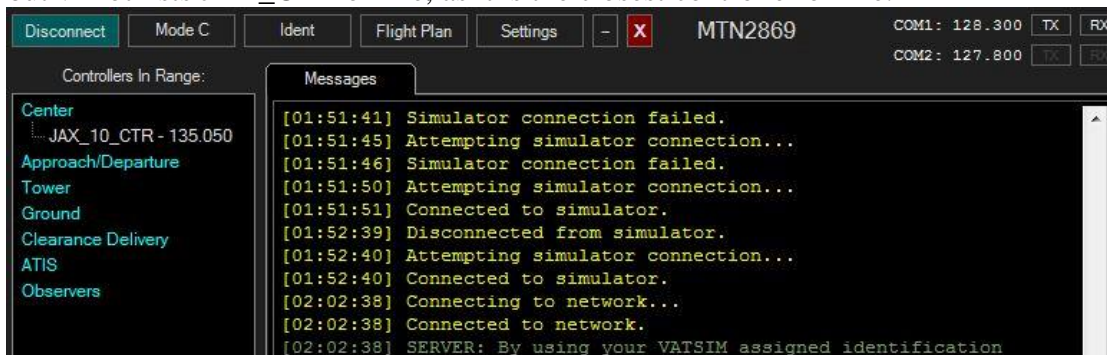 Disconnect Mode C Ident Flight Plan Settings - X MTN2869 COM1: 128.300 TX RX
COM2: 127.800 TX RX
Controllers In Range:
Messages
Center
JAX_10_CTR - 135.050
Approach/Departure
Tower
Ground
Clearance Delivery
ATIS
Observers
[01:51:41] Simulator connection failed.
[01:51:45] Attempting simulator connection...
[01:51:46] Simulator connection failed.
[01:51:50] Attempting simulator connection...
[01:51:51] Connected to simulator.
[01:52:39] Disconnected from simulator.
[01:52:40] Attempting simulator connection...
[01:52:40] Connected to simulator.
[02:02:38] Connecting to network...
[02:02:38] Connected to network.
[02:02:38] SERVER: By using your VATSIM assigned identification